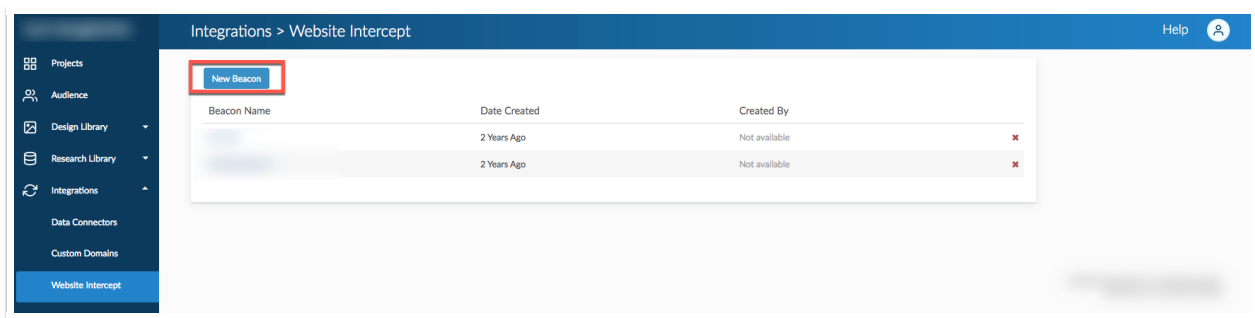 Integrations > Website Intercept
Help
Projects
Audience
Design Library
Research Library
Integrations
Data Connectors
Custom Domains
Website Intercept
New Beacon
Beacon Name Date Created Created By
2 Years Ago Not available
2 Years Ago Not available